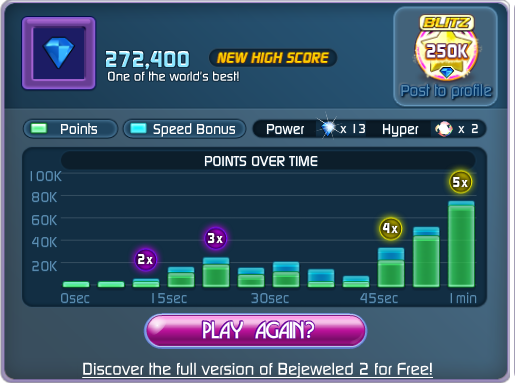 272,400
NEW HIGH SCORE
One of the world's best!
BLITZ
250K
Post to profile
Points
Speed Bonus
Power x 13 Hyper x 2
POINTS OVER TIME
100K
80K
60K
40K
20K
2x
3x
4x
5x
0sec 15sec 30sec 45sec 1min
PLAY AGAIN?
Discover the full version of Bejeweled 2 for Free!